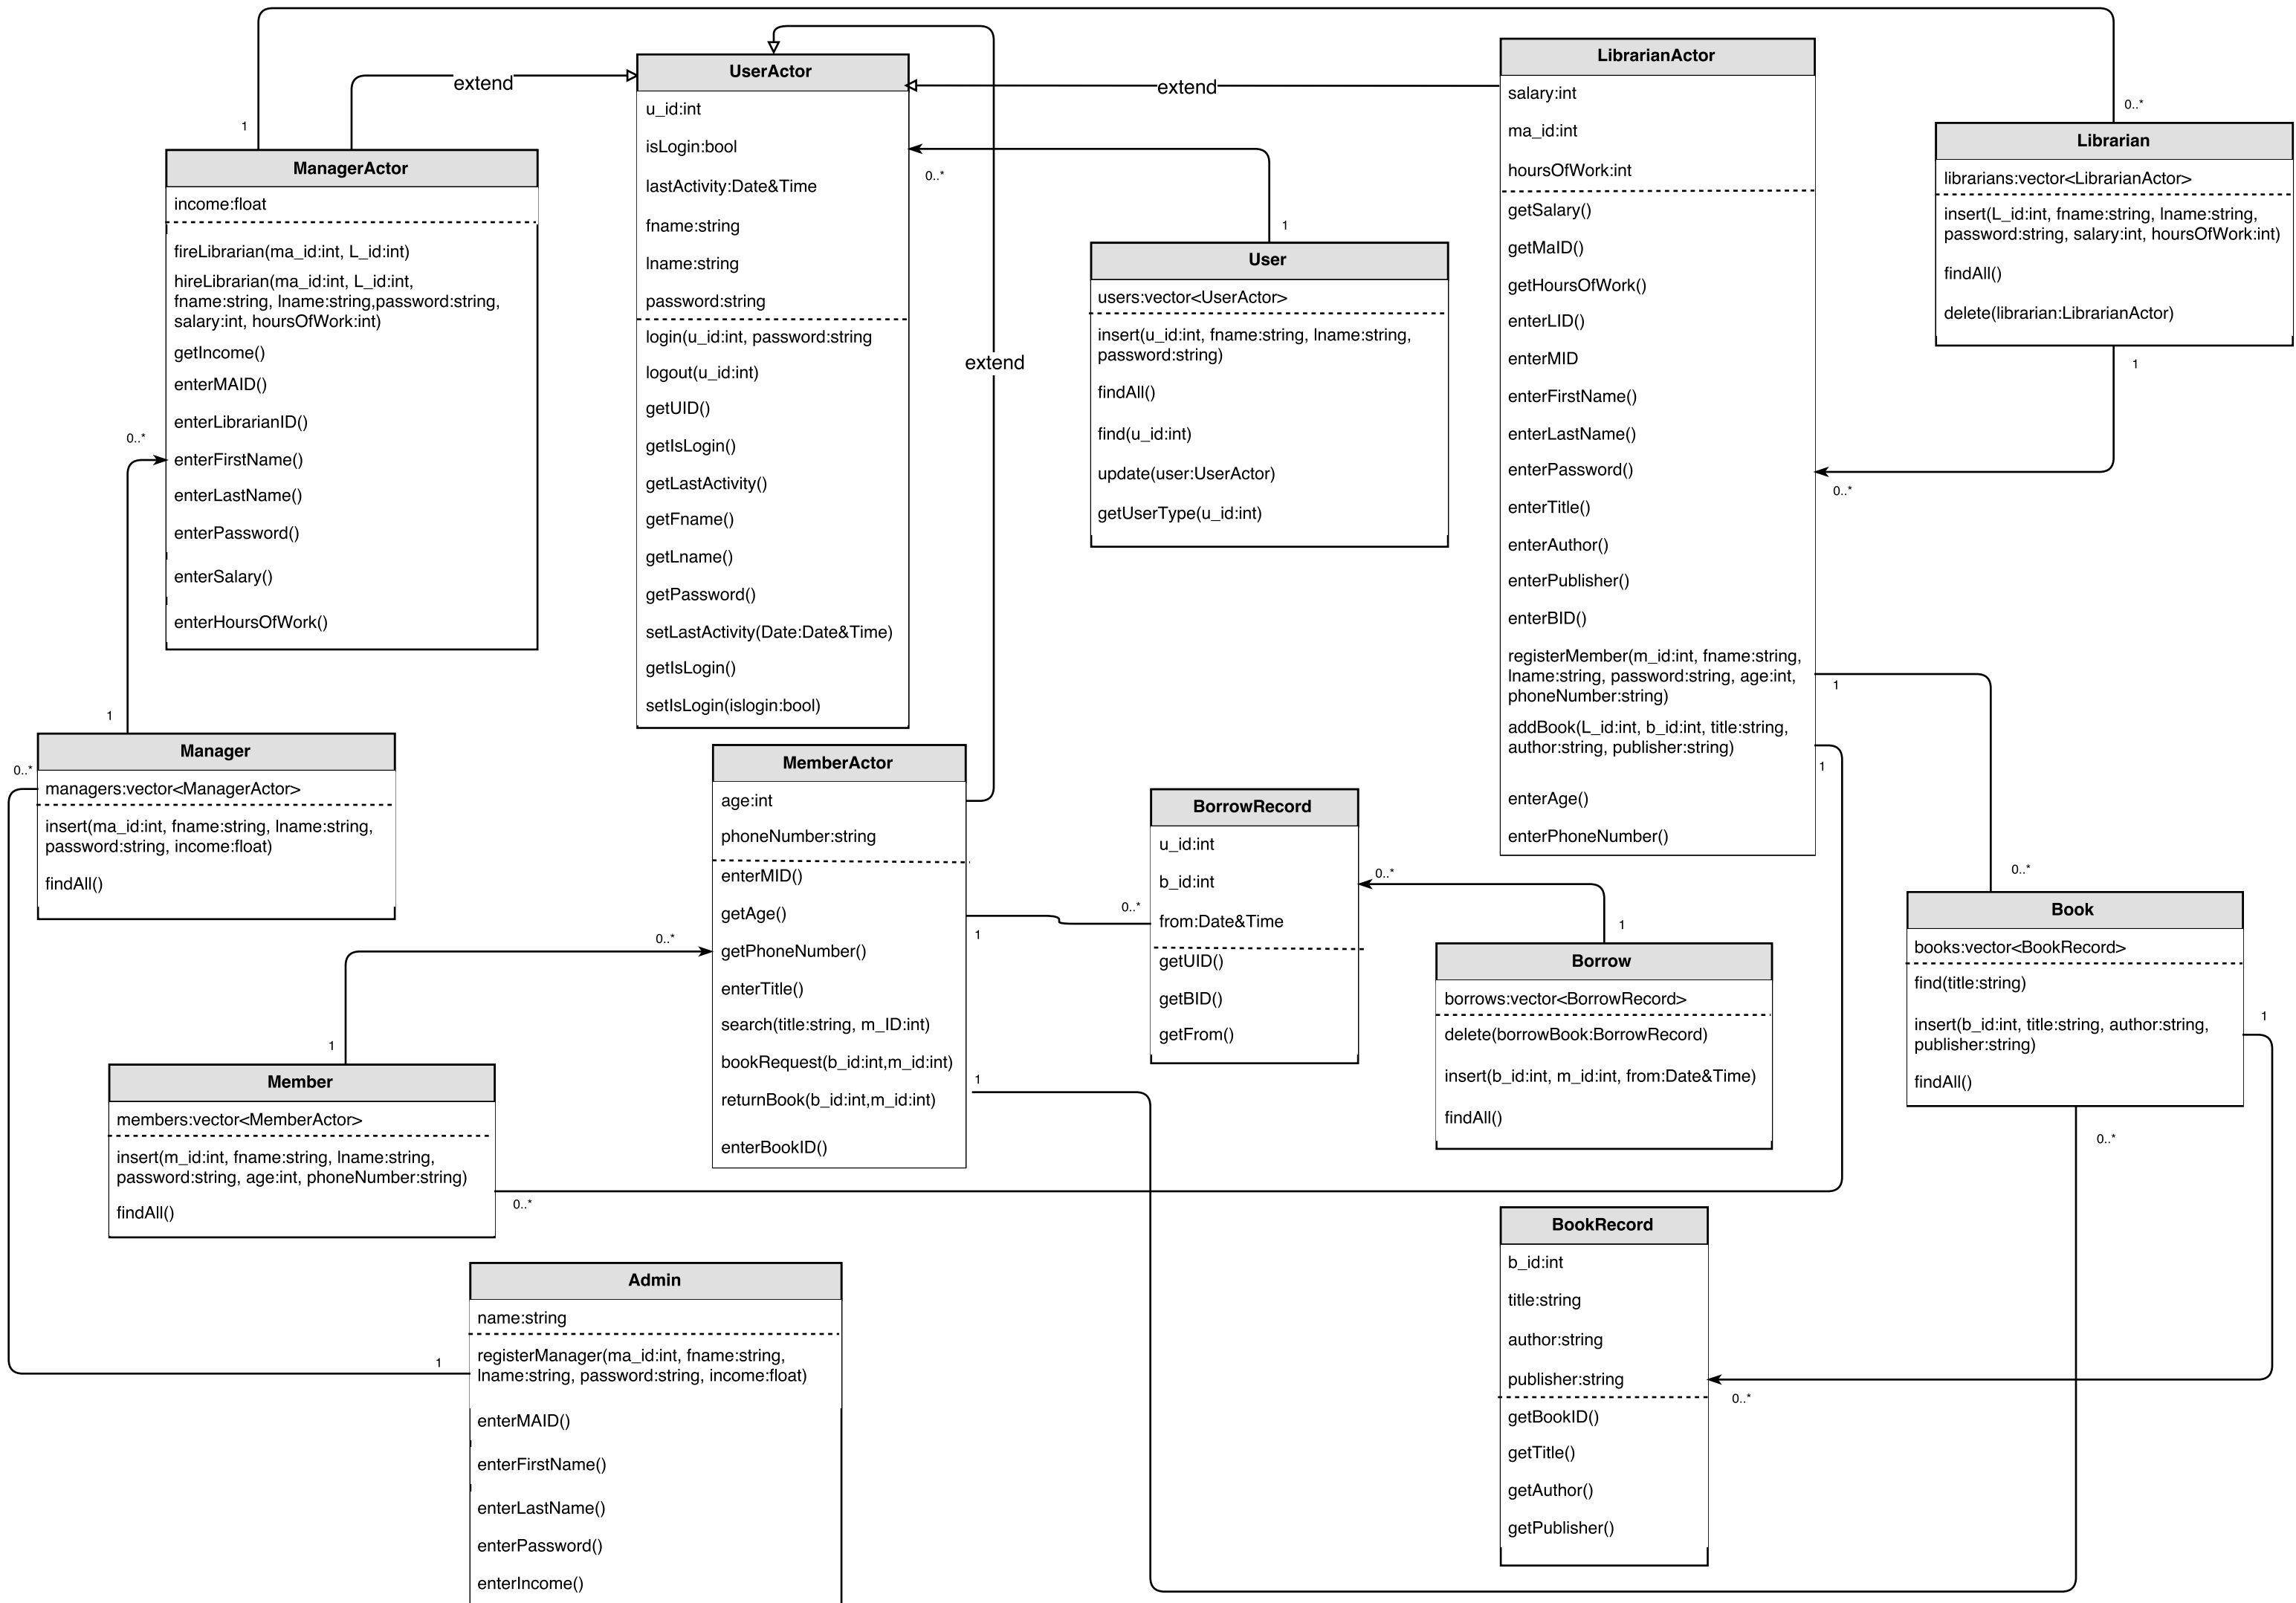 UserActor
u_id:int
isLogin:bool
lastActivity:Date&Time
fname:string
lname:string
password:string
login(u_id:int, password:string
logout(u_id:int)
getUID()
getIsLogin()
getLastActivity()
getFname()
getLname()
getPassword()
setLastActivity(Date:Date&Time)
getIsLogin()
setIsLogin(islogin:bool)
extend
extend
extend
1
ManagerActor
income:float
fireLibrarian(ma_id:int, L_id:int)
hireLibrarian(ma_id:int, L_id:int,
fname:string, lname:string,password:string,
salary:int, hoursOfWork:int)
getIncome()
enterMAID()
enterLibrarianID()
enterFirstName()
enterLastName()
enterPassword()
enterSalary()
enterHoursOfWork()
0..*
1
0..*
1
User
users:vector<UserActor>
insert(u_id:int, fname:string, lname:string,
password:string)
findAll()
find(u_id:int)
update(user:UserActor)
getUserType(u_id:int)
LibrarianActor
salary:int
ma_id:int
hoursOfWork:int
getSalary()
getMaID()
getHoursOfWork()
enterLID()
enterMID
enterFirstName()
enterLastName()
enterPassword()
enterTitle()
enterAuthor()
enterPublisher()
enterBID()
registerMember(m_id:int, fname:string,
lname:string, password:string, age:int,
phoneNumber:string)
addBook(L_id:int, b_id:int, title:string,
author:string, publisher:string)
enterAge()
enterPhoneNumber()
0..*
Librarian
librarians:vector<LibrarianActor>
insert(L_id:int, fname:string, lname:string,
password:string, salary:int, hoursOfWork:int)
findAll()
delete(librarian:LibrarianActor)
1
0..*
1
1
0..*
0..*
Manager
managers:vector<ManagerActor>
insert(ma_id:int, fname:string, lname:string,
password:string, income:float)
findAll()
MemberActor
age:int
phoneNumber:string
enterMID()
getAge()
getPhoneNumber()
enterTitle()
search(title:string, m_ID:int)
bookRequest(b_id:int,m_id:int)
returnBook(b_id:int,m_id:int)
enterBookID()
0..*
1
1
1
0..*
BorrowRecord
u_id:int
b_id:int
from:Date&Time
getUID()
getBID()
getFrom()
0..*
1
Borrow
borrows:vector<BorrowRecord>
delete(borrowBook:BorrowRecord)
insert(b_id:int, m_id:int, from:Date&Time)
findAll()
Book
books:vector<BookRecord>
find(title:string)
insert(b_id:int, title:string, author:string,
publisher:string)
findAll()
1
0..*
Member
members:vector<MemberActor>
insert(m_id:int, fname:string, lname:string,
password:string, age:int, phoneNumber:string)
findAll()
0..*
Admin
name:string
registerManager(ma_id:int, fname:string,
lname:string, password:string, income:float)
enterMAID()
enterFirstName()
enterLastName()
enterPassword()
enterIncome()
1
BookRecord
b_id:int
title:string
author:string
publisher:string
getBookID()
getTitle()
getAuthor()
getPublisher()
0..*